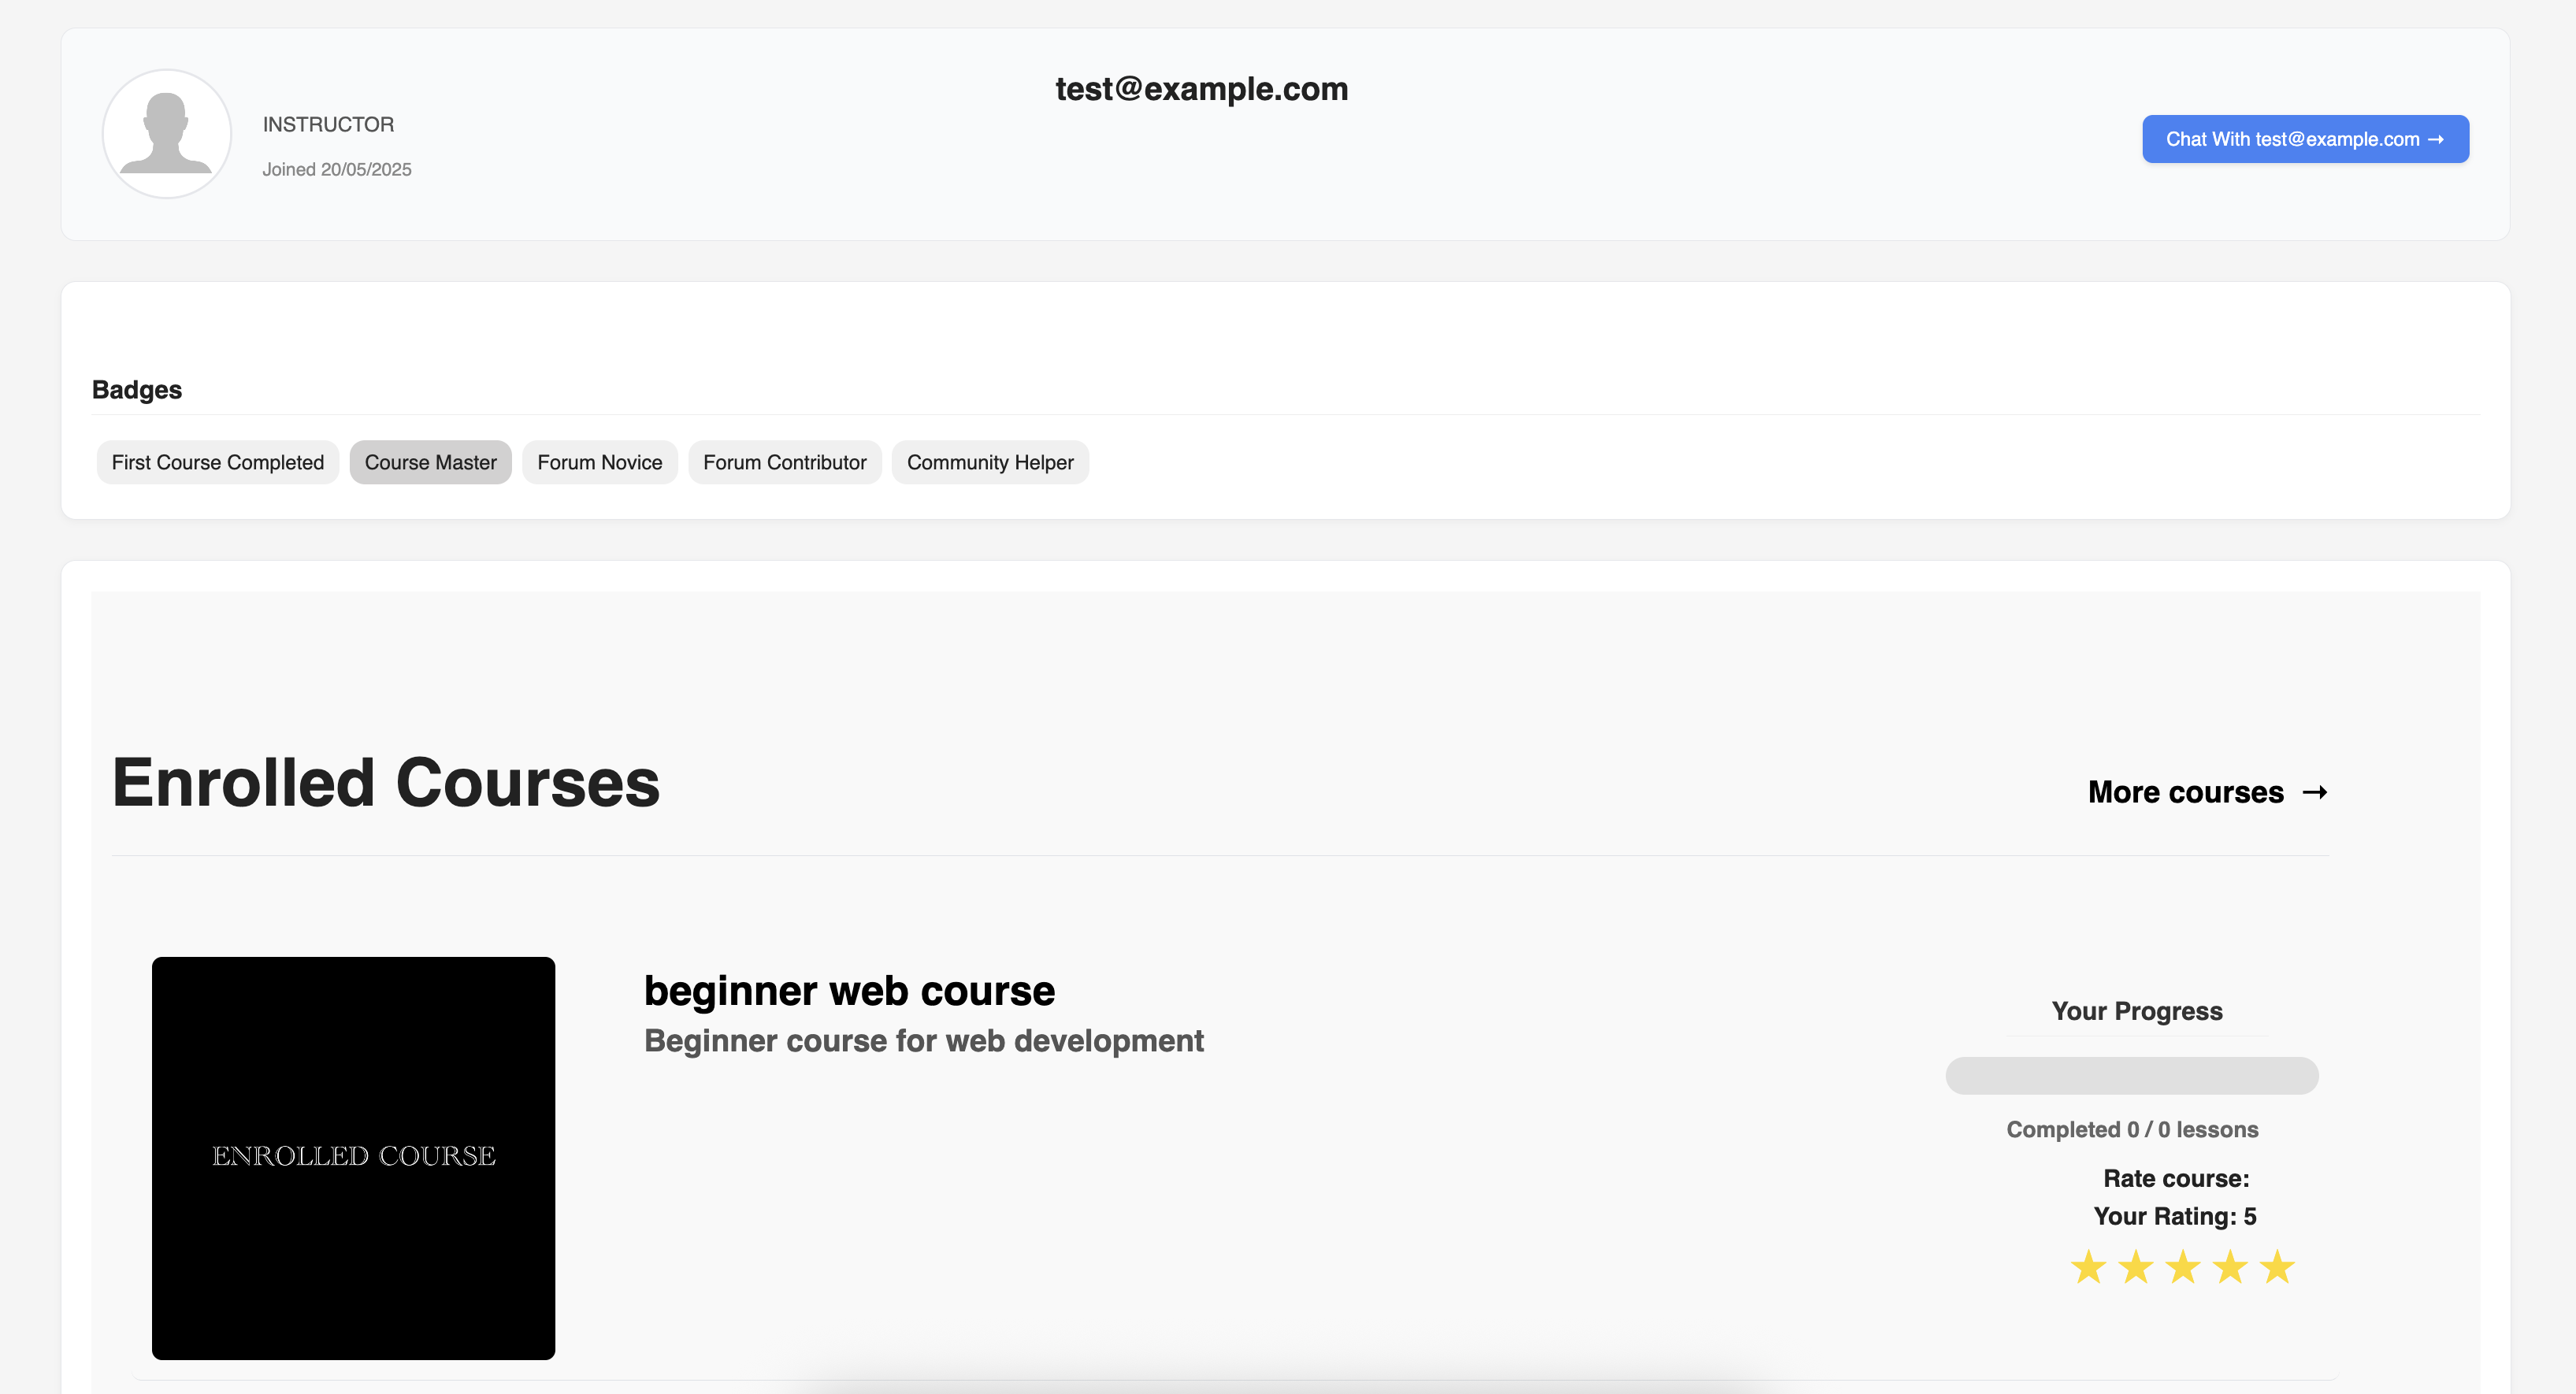 test@example.com
INSTRUCTOR
Joined 20/05/2025
Chat With test@example.com →
Badges
First Course Completed
Course Master
Forum Novice
Forum Contributor
Community Helper
Enrolled Courses
More courses →
ENROLLED COURSE
beginner web course
Beginner course for web development
Your Progress
Completed 0 / 0 lessons
Rate course:
Your Rating: 5